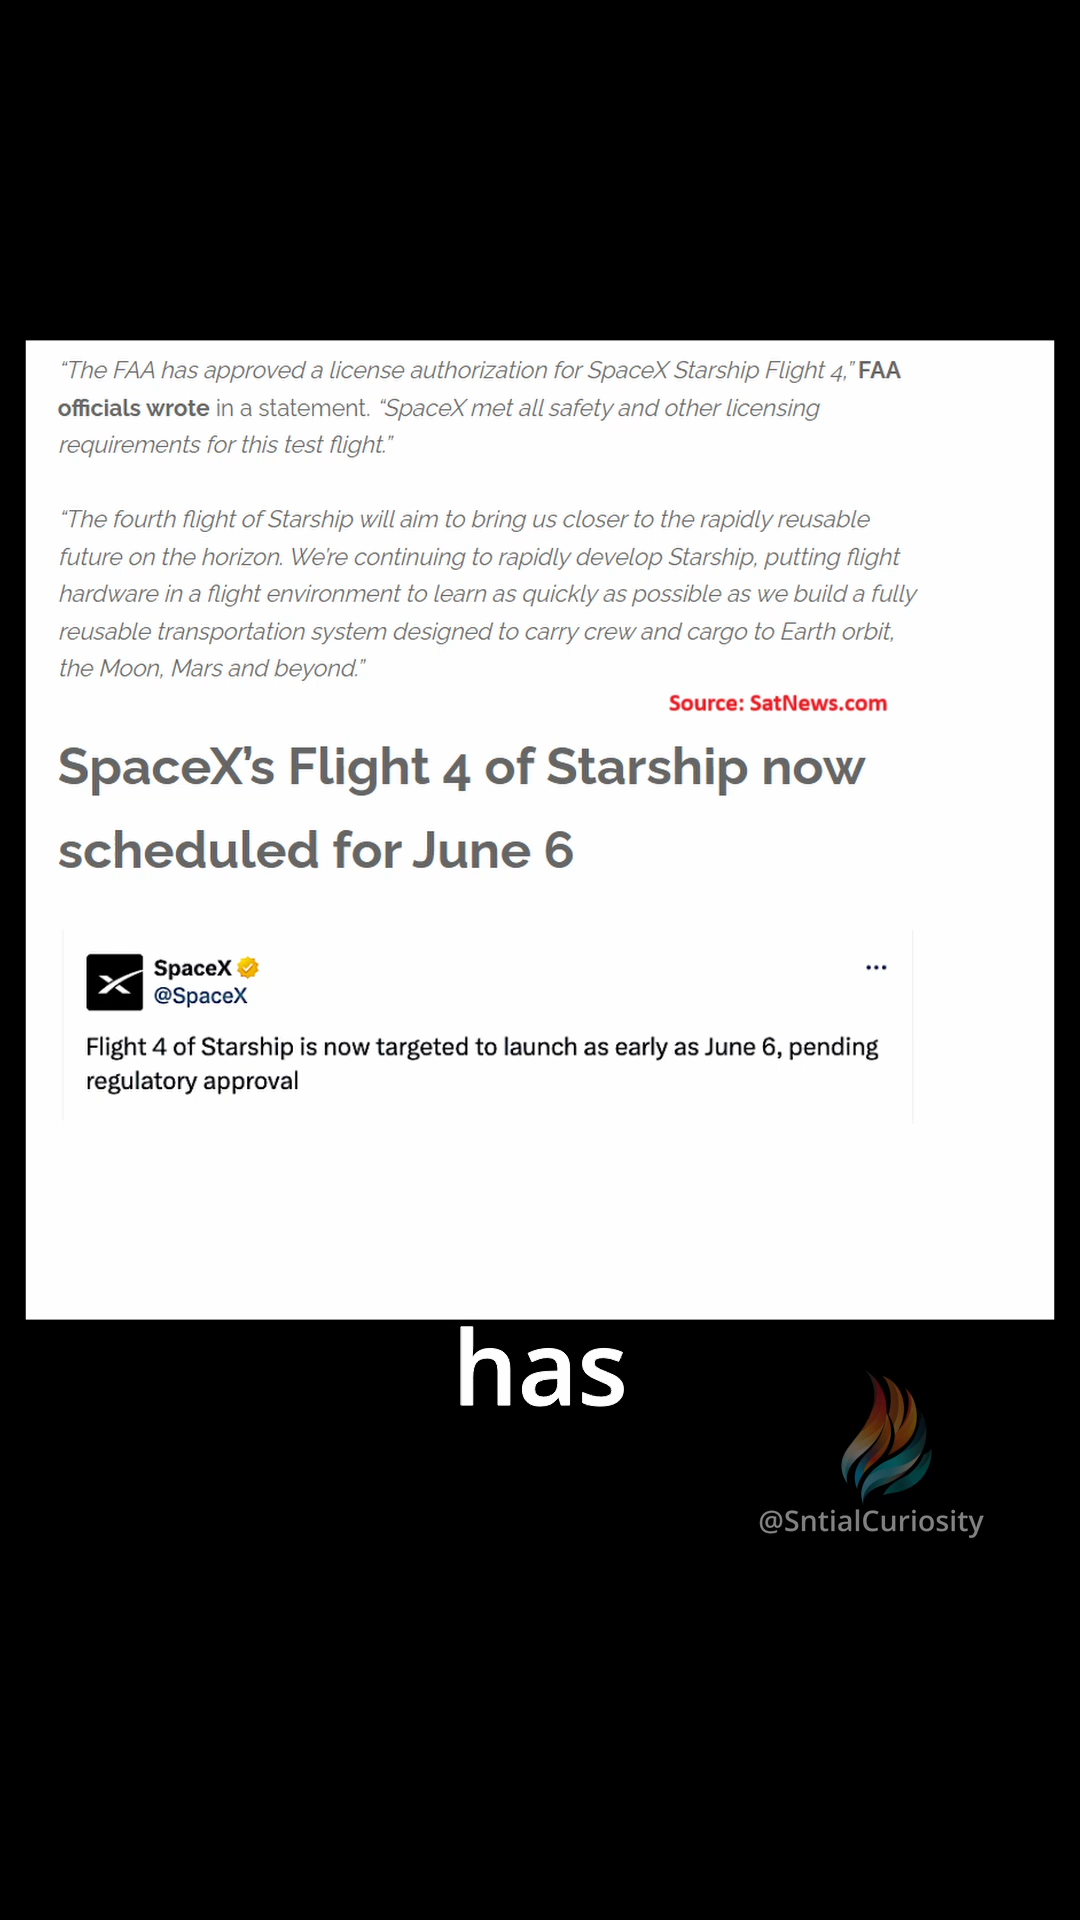 “The FAA has approved a license authorization for SpaceX Starship Flight 4,” FAA
officials wrote in a statement. “SpaceX met all safety and other licensing
requirements for this test flight.”
“The fourth flight of Starship will aim to bring us closer to the rapidly reusable
future on the horizon. We’re continuing to rapidly develop Starship, putting flight
hardware in a flight environment to learn as quickly as possible as we build a fully
reusable transportation system designed to carry crew and cargo to Earth orbit,
the Moon, Mars and beyond.”
Source: SatNews.com
SpaceX’s Flight 4 of Starship now
scheduled for June 6
SpaceX
@SpaceX
Flight 4 of Starship is now targeted to launch as early as June 6, pending
regulatory approval
has
@SntialCuriosity